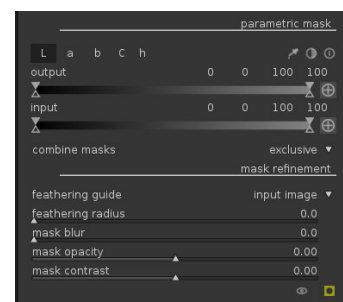 parametric mask
L a b C h
output 0 0 100 100
input 0 0 100 100
combine masks exclusive
mask refinement
feathering guide input image
feathering radius 0.0
mask blur 0.0
mask opacity 0.00
mask contrast 0.00